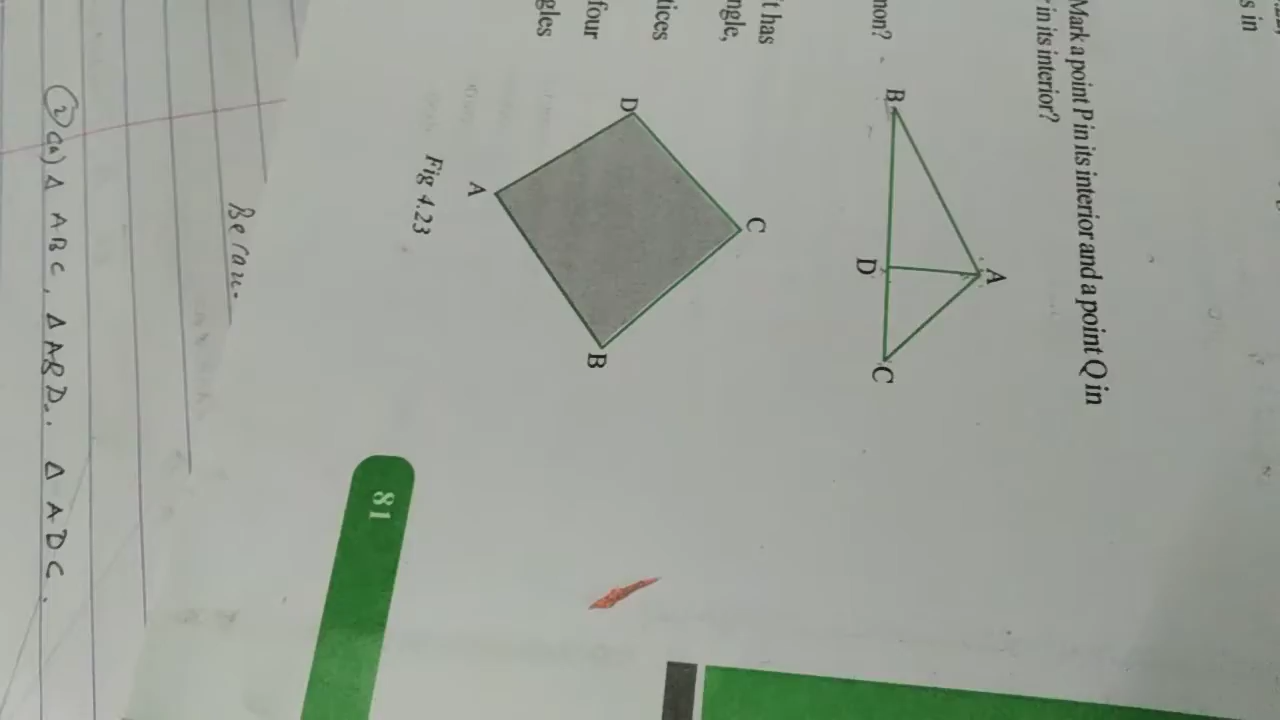 s in
Mark a point P in its interior and a point Q in
in its interior?
A
B
D
C
non?
t has
ngle,
tices
four
gles
D
C
A
B
Fig 4.23
81
② (a) Δ ABC, Δ ABD. Δ ADC.